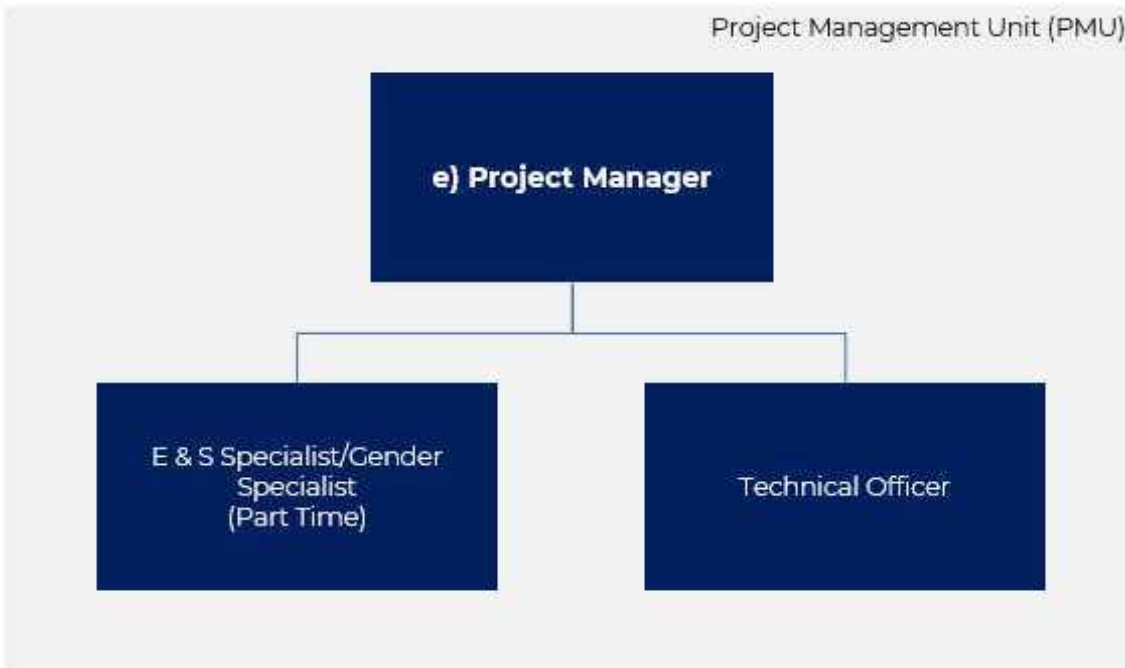 Project Management Unit (PMU)
e) Project Manager
E & S Specialist/Gender
Specialist
(Part Time)
Technical Officer